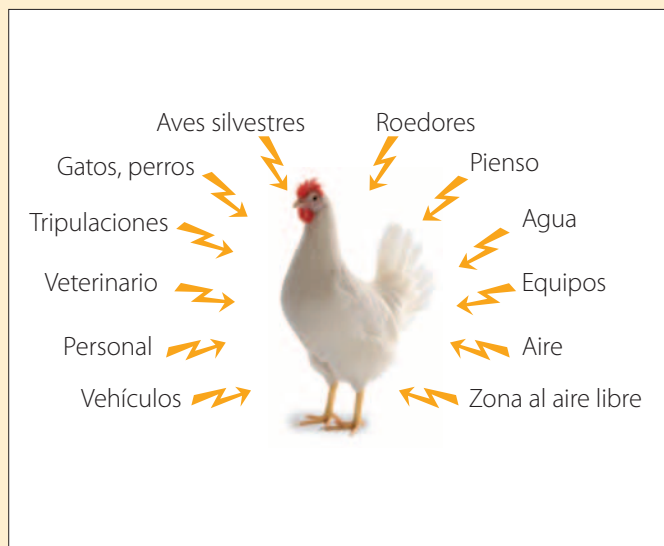 Aves silvestres
Roedores
Gatos, perros
Pienso
Tripulaciones
Agua
Veterinario
Equipos
Personal
Aire
Vehículos
Zona al aire libre